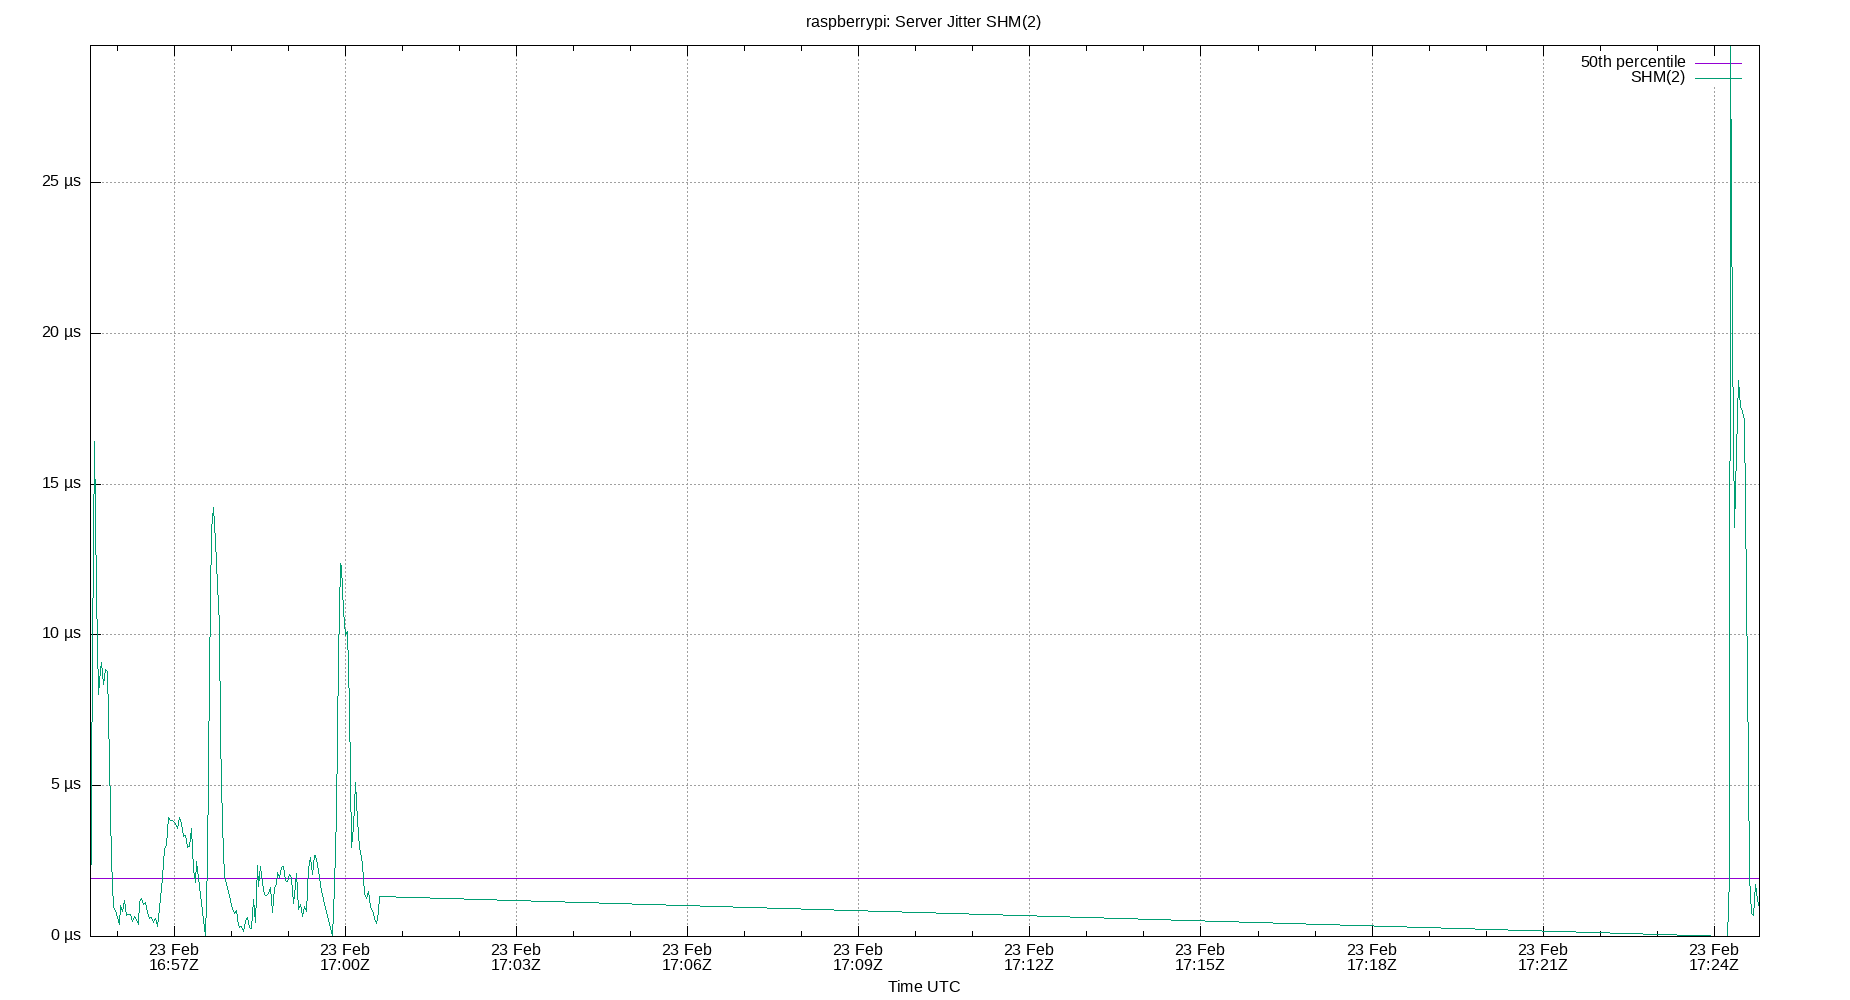 raspberrypi: Server Jitter SHM(2)
50th percentile
SHM(2)
25 µs
20 µs
15 µs
10 µs
5 µs
0 µs
23 Feb 23 Feb 23 Feb 23 Feb 23 Feb 23 Feb 23 Feb 23 Feb 23 Feb 23 Feb
16:57Z 17:00Z 17:03Z 17:06Z 17:09Z 17:12Z 17:15Z 17:18Z 17:21Z 17:24Z
Time UTC